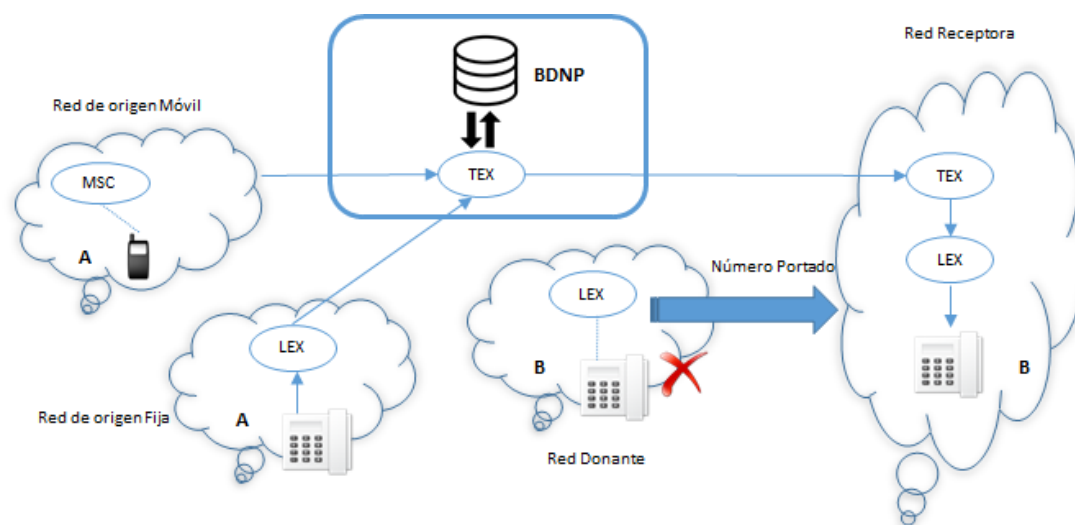 Red Receptora
BDNP
Red de origen Móvil
MSC
TEX
TEX
A
Número Portado
LEX
LEX
LEX
B
B
Red de origen Fija
A
Red Donante